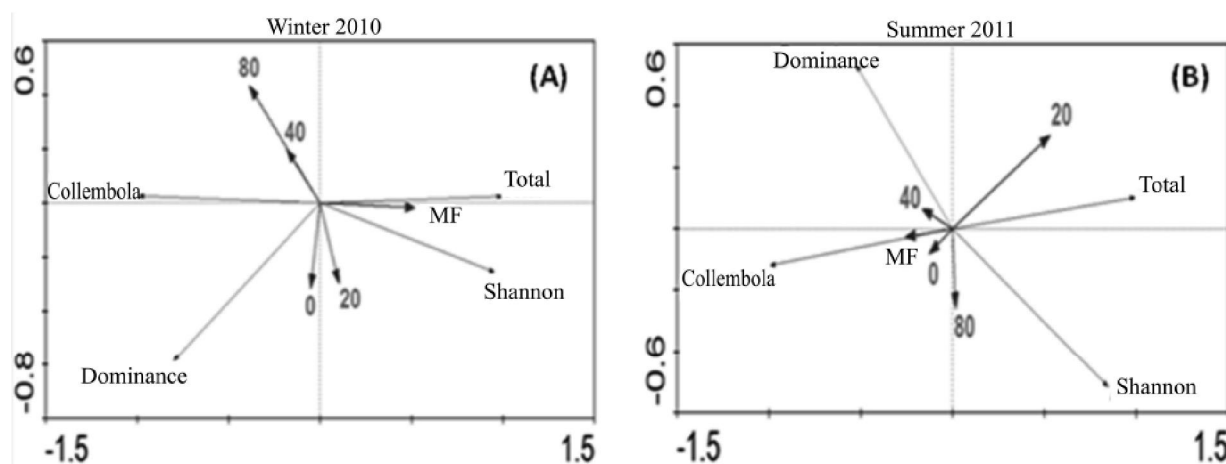 Winter 2010
0.6
80
(A)
40
Collembola
Total
MF
Shannon
0
20
Dominance
-0.8
-1.5
1.5
Summer 2011
0.6
Dominance
(B)
20
Total
40
MF
Collembola
0
80
-0.6
Shannon
-1.5
1.5